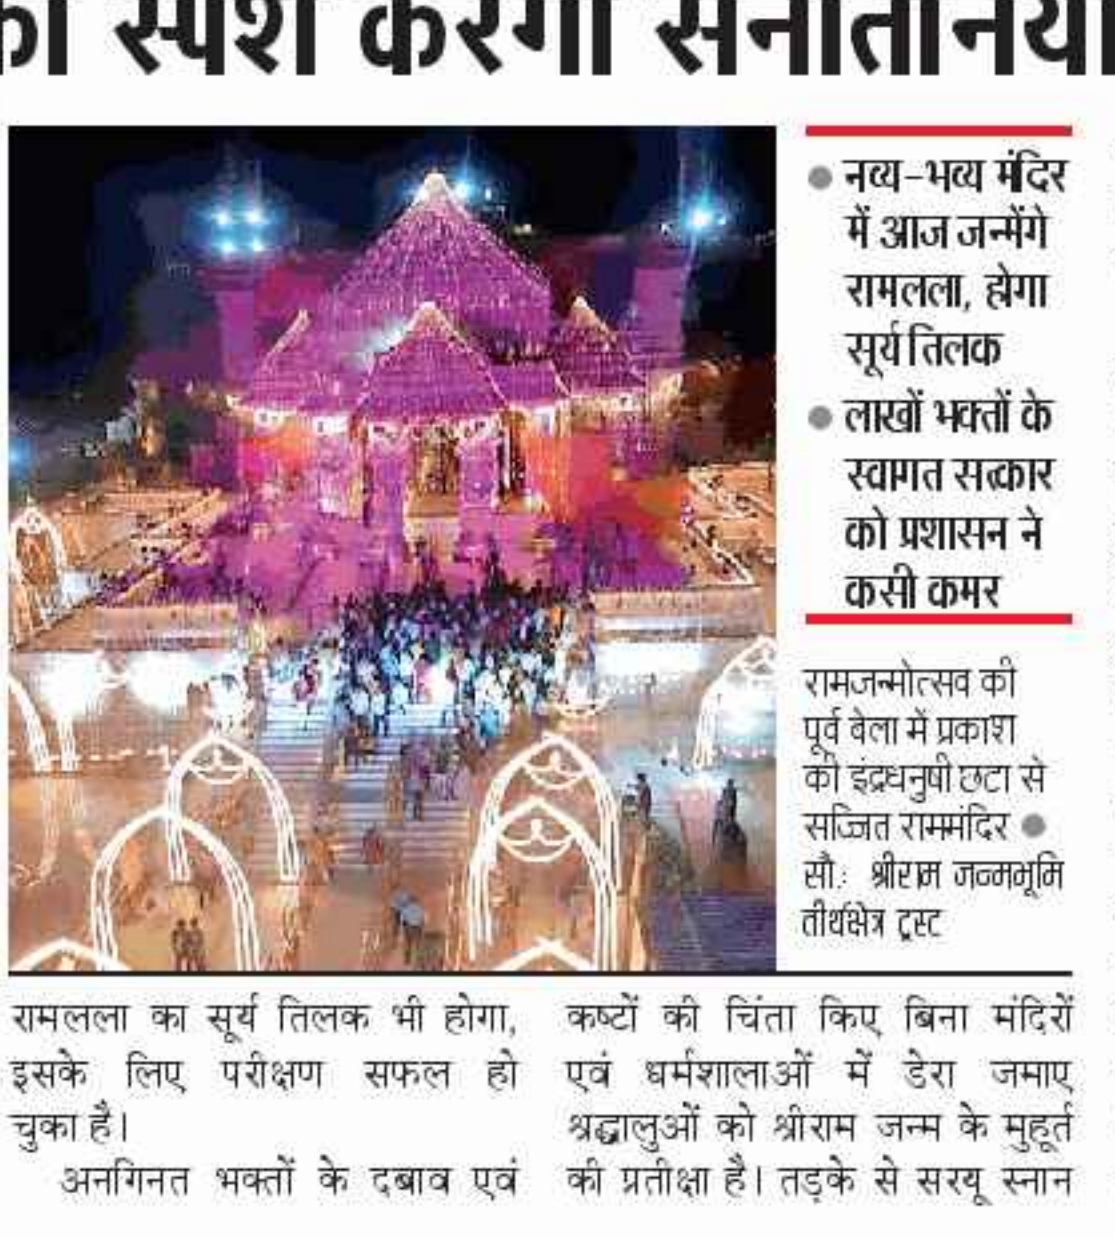 को स्पर्श करेगी सनातनियों
● नव्य-भव्य मंदिर
में आज जन्मेंगे
रामलला, होगा
सूर्य तिलक
● लाखों भक्तों के
स्वागत सत्कार
को प्रशासन ने
कसी कमर
रामजन्मोत्सव की
पूर्व बेला में प्रकाश
की इंद्रधनुषी छटा से
सज्जित राममंदिर ●
सौ.: श्रीराम जन्मभूमि
तीर्थक्षेत्र ट्रस्ट
रामलला का सूर्य तिलक भी होगा,
इसके लिए परीक्षण सफल हो
चुका है।
अनगिनत भक्तों के दबाव एवं
कष्टों की चिंता किए बिना मंदिरों
एवं धर्मशालाओं में डेरा जमाए
श्रद्धालुओं को श्रीराम जन्म के मुहूर्त
की प्रतीक्षा है। तड़के से सरयू स्नान